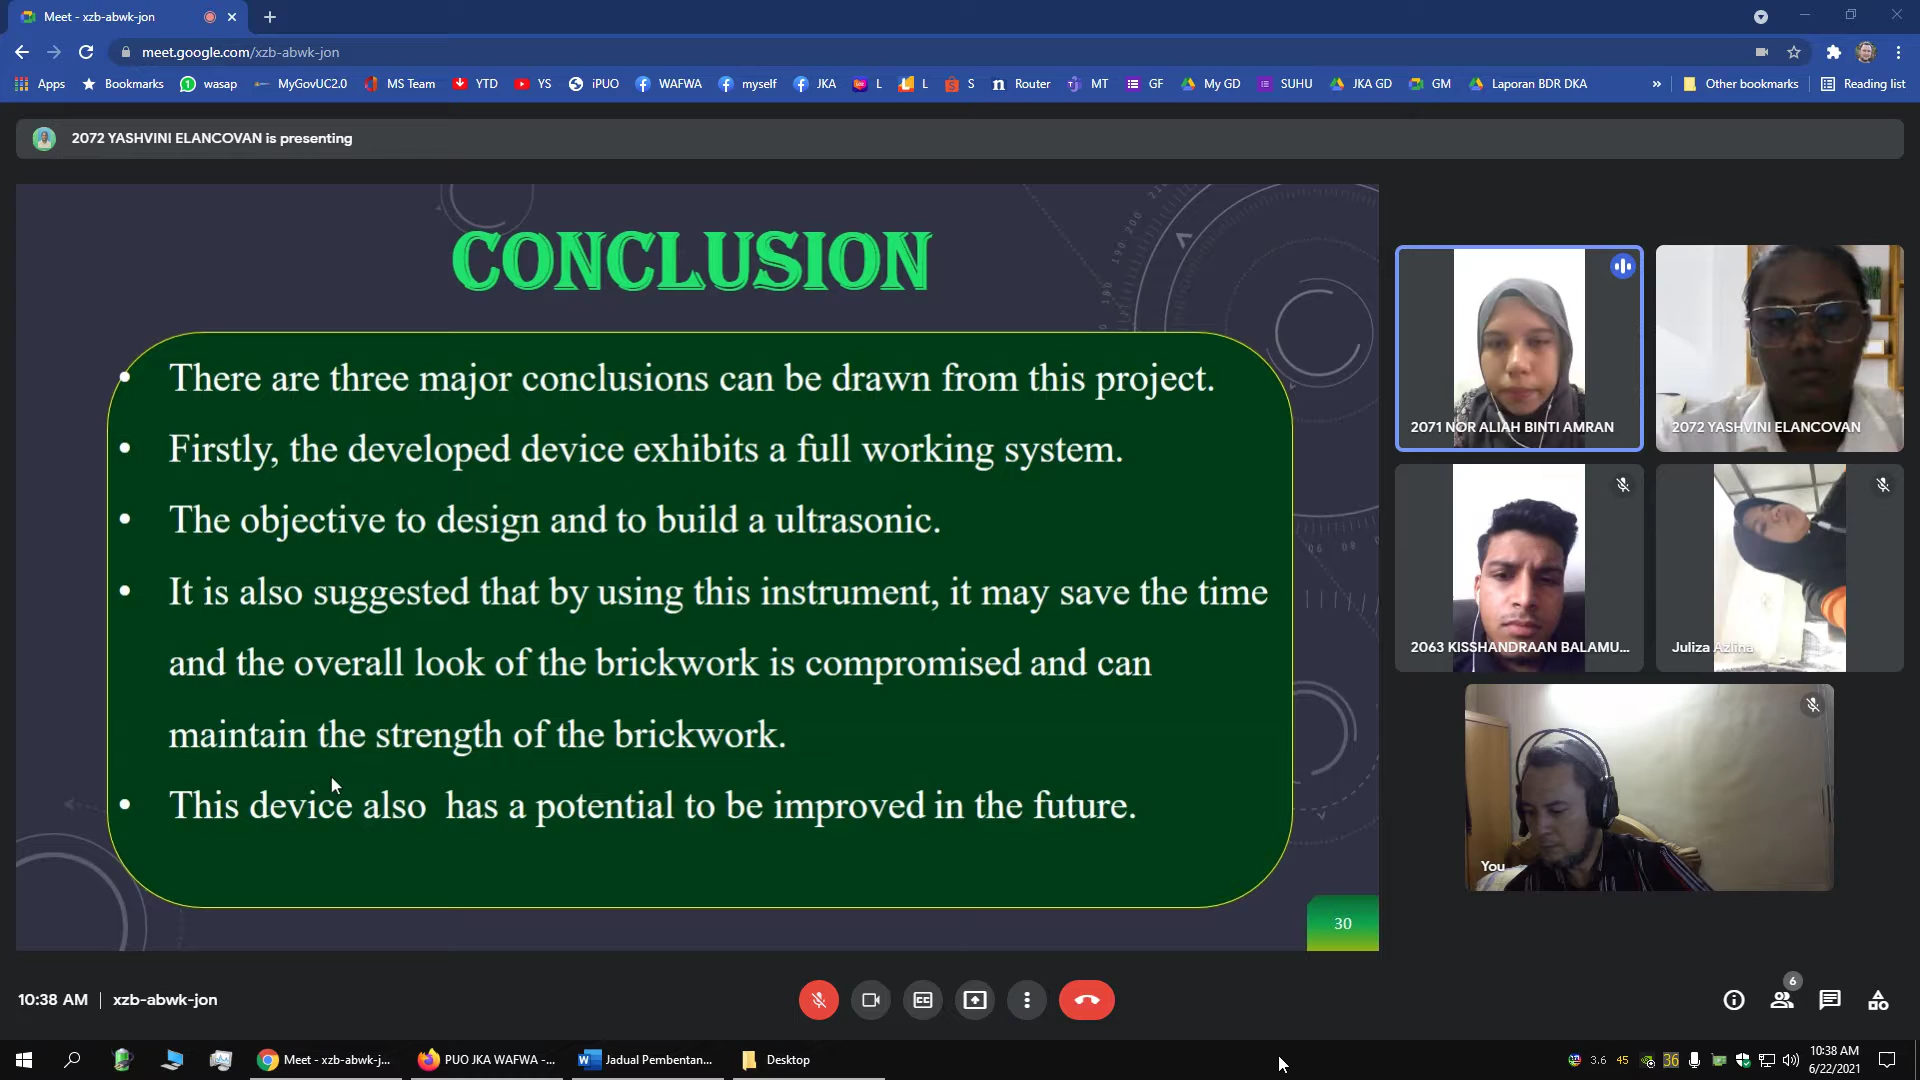 Meet - xzb-abwk-jon
meet.google.com/xzb-abwk-jon
Apps Bookmarks wasap MyGovUC2.0 MS Team YTD YS iPUO WAFWA myself JKA L L S Router MT GF My GD SUHU JKA GD GM Laporan BDR DKA » Other bookmarks Reading list
2072 YASHVINI ELANCOVAN is presenting
CONCLUSION
• There are three major conclusions can be drawn from this project.
• Firstly, the developed device exhibits a full working system.
• The objective to design and to build a ultrasonic.
• It is also suggested that by using this instrument, it may save the time
and the overall look of the brickwork is compromised and can
maintain the strength of the brickwork.
• This device also has a potential to be improved in the future.
30
2071 NOR ALIAH BINTI AMRAN
2072 YASHVINI ELANCOVAN
2063 KISSHANDRAAN BALAMU...
Juliza Azlina
You
10:38 AM | xzb-abwk-jon
6
Meet - xzb-abwk-j...
PUO JKA WAFWA -...
Jadual Pembentan...
Desktop
3.6 45 36
10:38 AM
6/22/2021